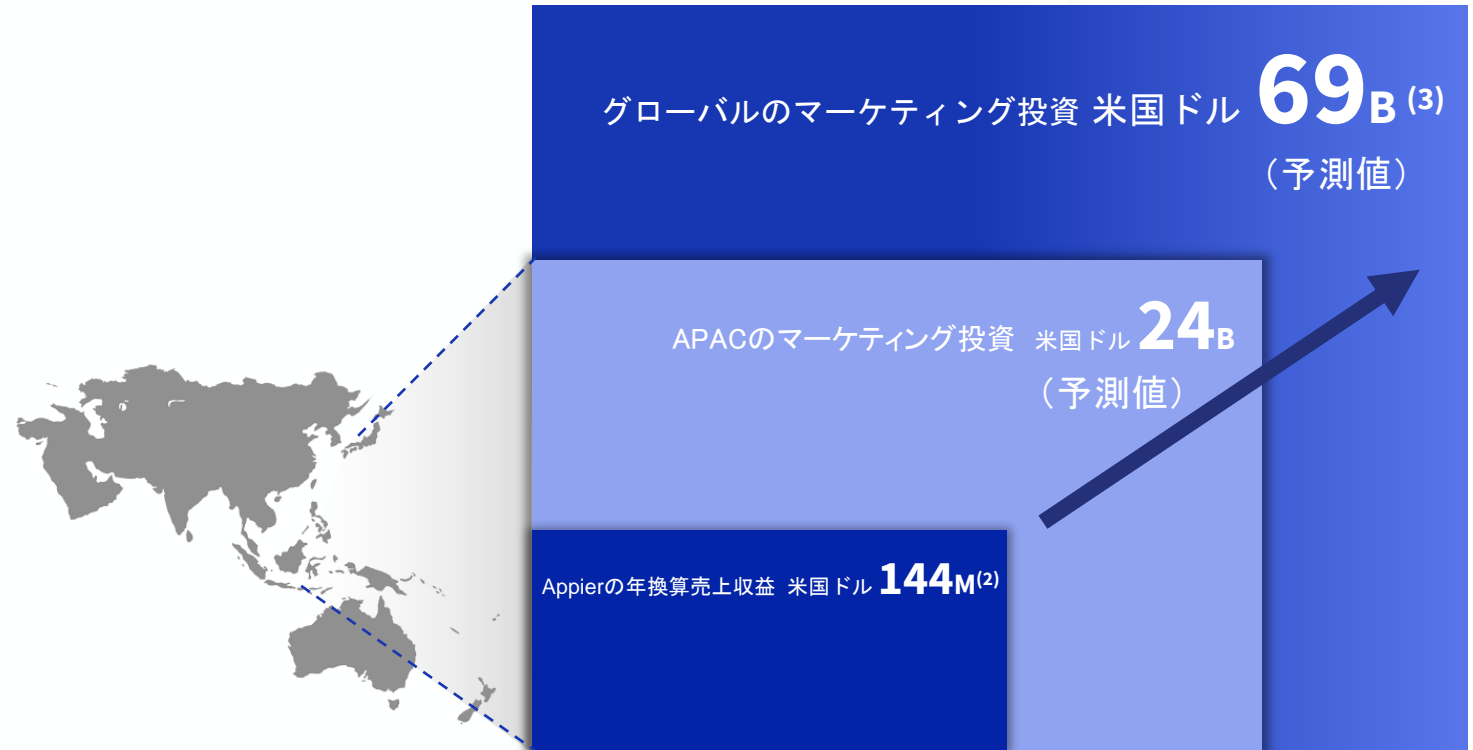 グローバルのマーケティング投資 米国ドル 69B (3)
（予測値）
APACのマーケティング投資 米国ドル 24B
（予測値）
Appierの年換算売上収益 米国ドル 144M(2)